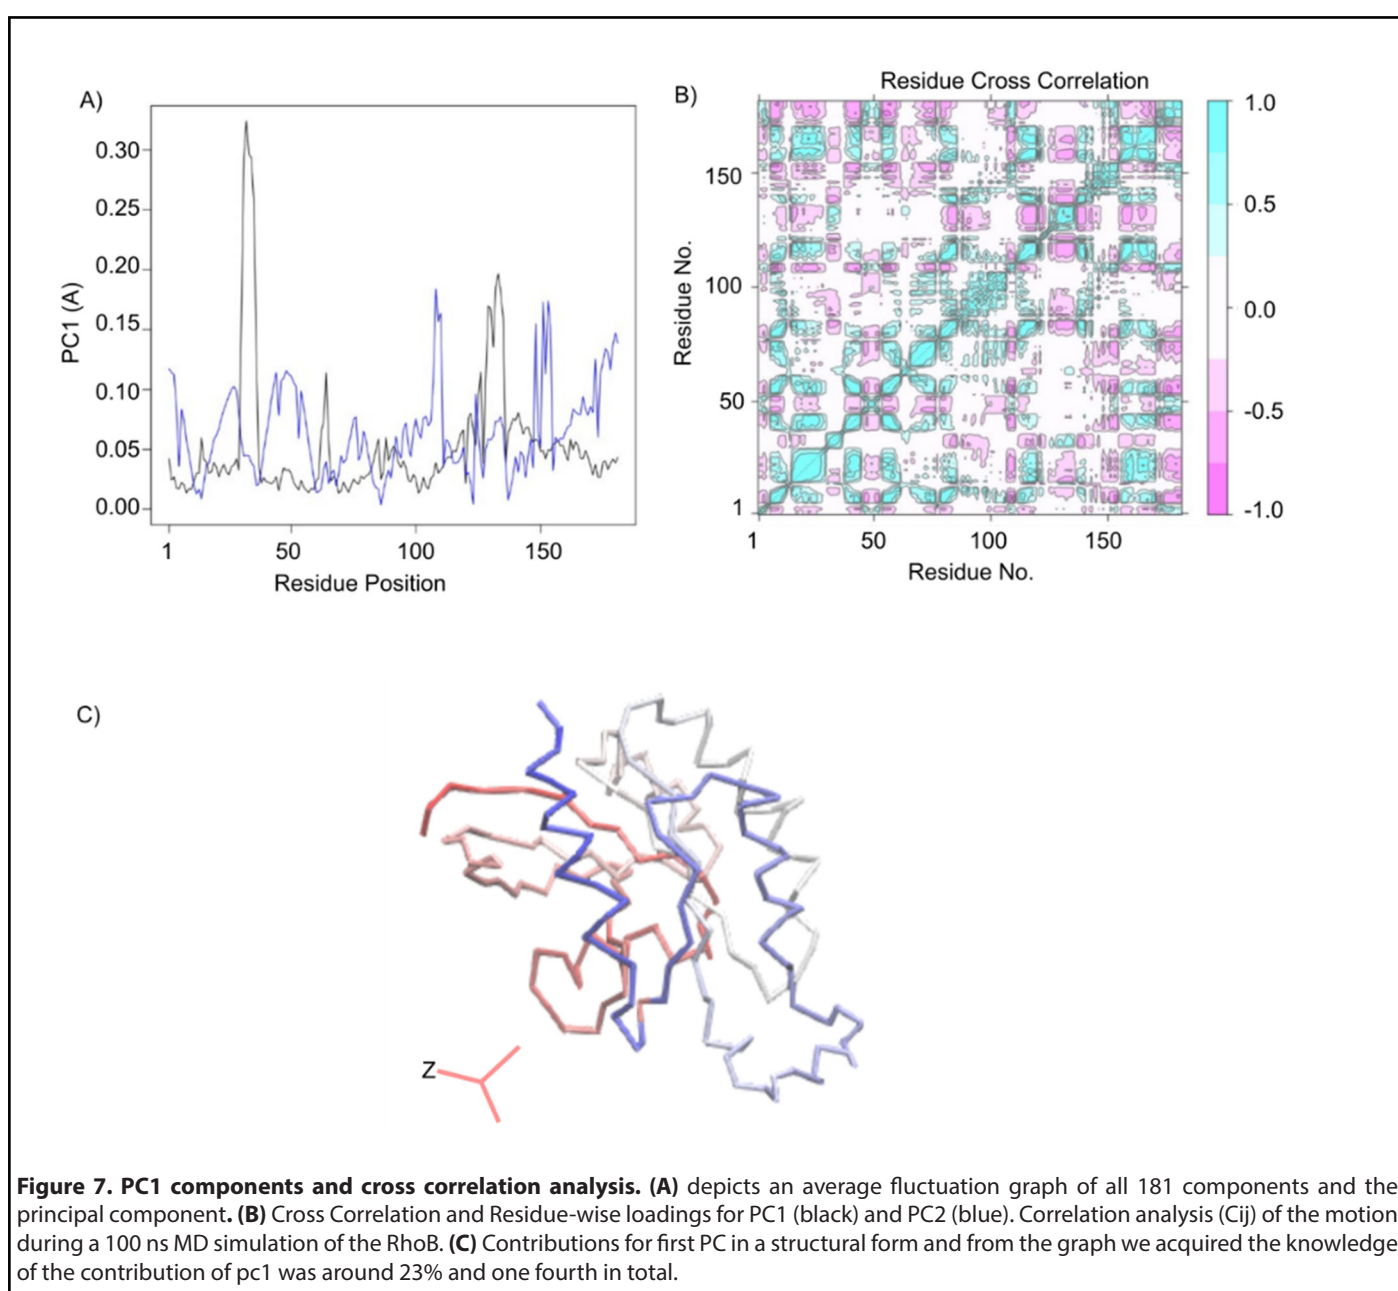 A)
0.30
0.25
0.20
0.15
0.10
0.05
0.00
PC1 (A)
1 50 100 150
Residue Position
B)
Residue Cross Correlation
150
100
50
1
Residue No.
1 50 100 150
Residue No.
1.0
0.5
0.0
-0.5
-1.0
C)
Z
Figure 7. PC1 components and cross correlation analysis. (A) depicts an average fluctuation graph of all 181 components and the
principal component. (B) Cross Correlation and Residue-wise loadings for PC1 (black) and PC2 (blue). Correlation analysis (Cij) of the motion
during a 100 ns MD simulation of the RhoB. (C) Contributions for first PC in a structural form and from the graph we acquired the knowledge
of the contribution of pc1 was around 23% and one fourth in total.